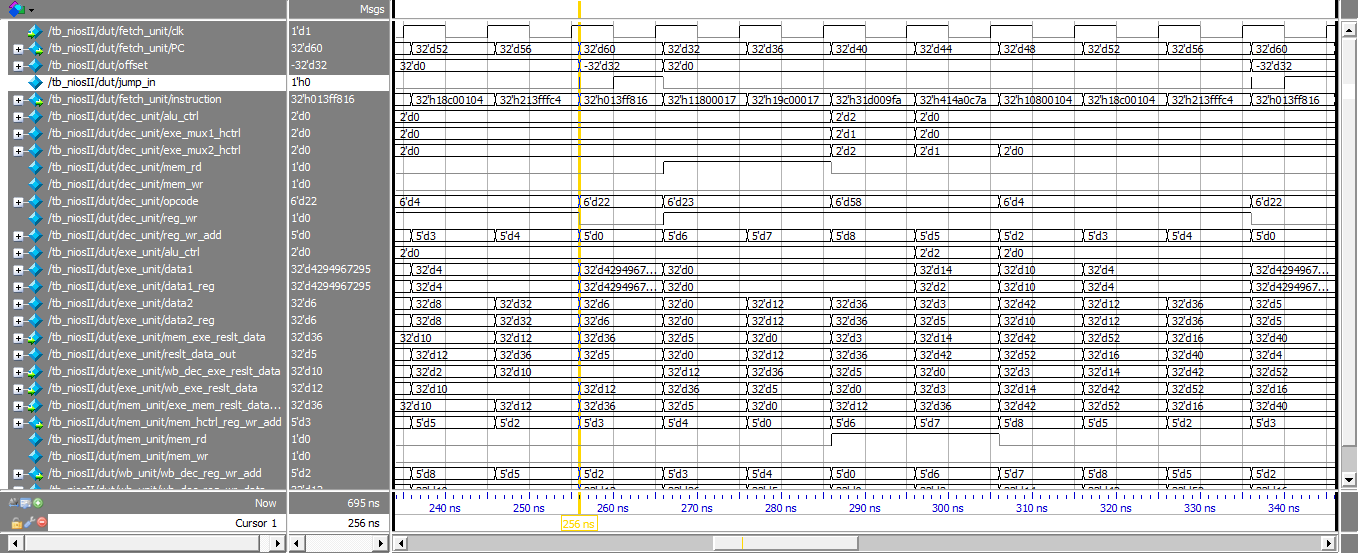 Msgs
/tb_niosII/dut/fetch_unit/clk 1'd1
/tb_niosII/dut/fetch_unit/PC 32'd60 32'd52 32'd56 32'd60 32'd32 32'd36 32'd40 32'd44 32'd48 32'd52 32'd56 32'd60
/tb_niosII/dut/offset -32'd32 32'd0 -32'd32 32'd0 -32'd32
/tb_niosII/dut/jump_in 1'h0
/tb_niosII/dut/fetch_unit/instruction 32'h013ff816 32'h18c00104 32'h213fffc4 32'h013ff816 32'h11800017 32'h19c00017 32'h31d009fa 32'h414a0c7a 32'h10800104 32'h18c00104 32'h213fffc4 32'h013ff816
/tb_niosII/dut/dec_unit/alu_ctrl 2'd0 2'd0 2'd2 2'd0
/tb_niosII/dut/dec_unit/exe_mux1_hctrl 2'd0 2'd0 2'd1 2'd0
/tb_niosII/dut/dec_unit/exe_mux2_hctrl 2'd0 2'd0 2'd2 2'd1 2'd0
/tb_niosII/dut/dec_unit/mem_rd 1'd0
/tb_niosII/dut/dec_unit/mem_wr 1'd0
/tb_niosII/dut/dec_unit/opcode 6'd22 6'd4 6'd22 6'd23 6'd58 6'd4 6'd22
/tb_niosII/dut/dec_unit/reg_wr 1'd0
/tb_niosII/dut/dec_unit/reg_wr_add 5'd0 5'd3 5'd4 5'd0 5'd6 5'd7 5'd8 5'd5 5'd2 5'd3 5'd4 5'd0
/tb_niosII/dut/exe_unit/alu_ctrl 2'd0 2'd0 2'd2 2'd0
/tb_niosII/dut/exe_unit/data1 32'd4294967295 32'd4 32'd4294967... 32'd0 32'd14 32'd10 32'd4 32'd4294967...
/tb_niosII/dut/exe_unit/data1_reg 32'd4294967295 32'd4 32'd4294967... 32'd0 32'd2 32'd10 32'd4 32'd4294967...
/tb_niosII/dut/exe_unit/data2 32'd6 32'd8 32'd32 32'd6 32'd0 32'd12 32'd36 32'd3 32'd42 32'd12 32'd36 32'd5
/tb_niosII/dut/exe_unit/data2_reg 32'd6 32'd8 32'd32 32'd6 32'd0 32'd12 32'd36 32'd5 32'd10 32'd12 32'd36 32'd5
/tb_niosII/dut/exe_unit/mem_exe_reslt_data 32'd36 32'd10 32'd12 32'd36 32'd5 32'd0 32'd3 32'd14 32'd42 32'd52 32'd16 32'd40
/tb_niosII/dut/exe_unit/reslt_data_out 32'd5 32'd12 32'd36 32'd5 32'd0 32'd12 32'd36 32'd42 32'd52 32'd16 32'd40 32'd4
/tb_niosII/dut/exe_unit/wb_dec_exe_reslt_data 32'd10 32'd2 32'd10 32'd12 32'd36 32'd5 32'd0 32'd3 32'd14 32'd42 32'd52
/tb_niosII/dut/exe_unit/wb_exe_reslt_data 32'd12 32'd10 32'd12 32'd36 32'd5 32'd0 32'd3 32'd14 32'd42 32'd52 32'd16
/tb_niosII/dut/mem_unit/exe_mem_reslt_data... 32'd36 32'd10 32'd12 32'd36 32'd5 32'd0 32'd12 32'd36 32'd42 32'd52 32'd16 32'd40
/tb_niosII/dut/mem_unit/mem_hctrl_reg_wr_add 5'd3 5'd5 5'd2 5'd3 5'd4 5'd0 5'd6 5'd7 5'd8 5'd5 5'd2 5'd3
/tb_niosII/dut/mem_unit/mem_rd 1'd0
/tb_niosII/dut/mem_unit/mem_wr 1'd0
/tb_niosII/dut/wb_unit/wb_dec_reg_wr_add 5'd2 5'd8 5'd5 5'd2 5'd3 5'd4 5'd0 5'd6 5'd7 5'd8 5'd5 5'd2
Now 695 ns 240 ns 250 ns 260 ns 270 ns 280 ns 290 ns 300 ns 310 ns 320 ns 330 ns 340 ns
Cursor 1 256 ns 256 ns